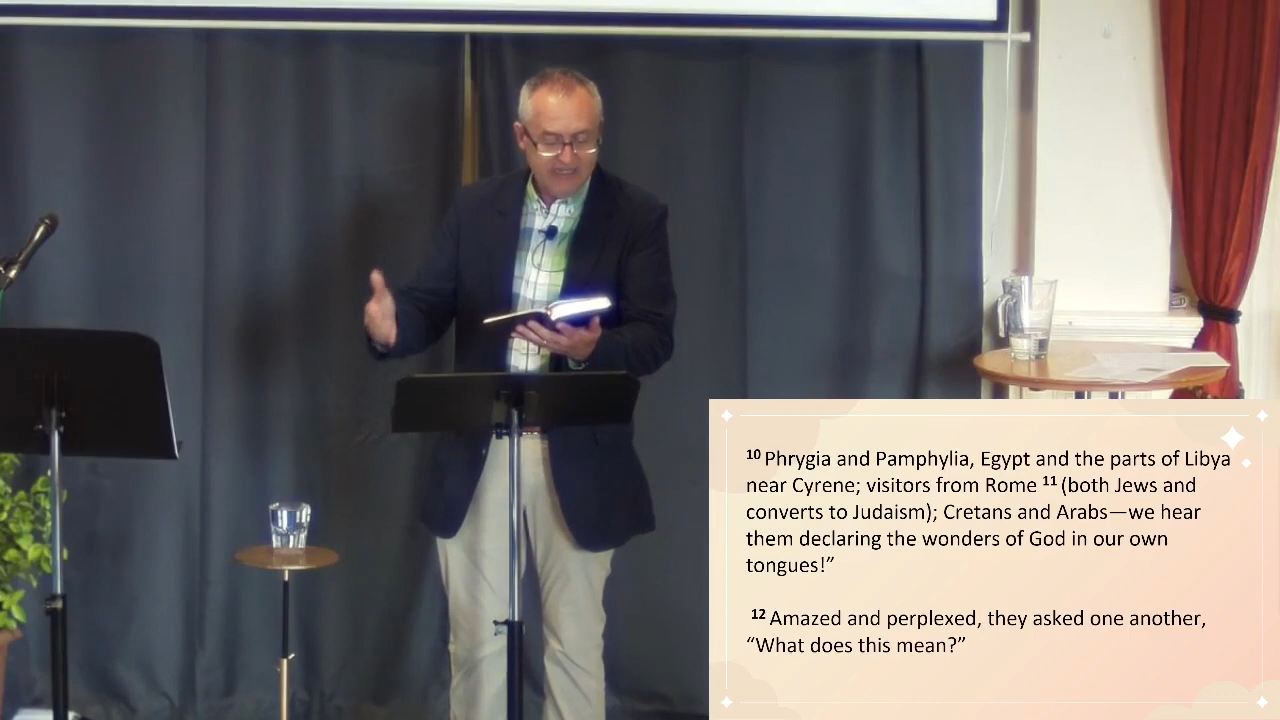 10 Phrygia and Pamphylia, Egypt and the parts of Libya
near Cyrene; visitors from Rome 11 (both Jews and
converts to Judaism); Cretans and Arabs—we hear
them declaring the wonders of God in our own
tongues!”
12 Amazed and perplexed, they asked one another,
“What does this mean?”